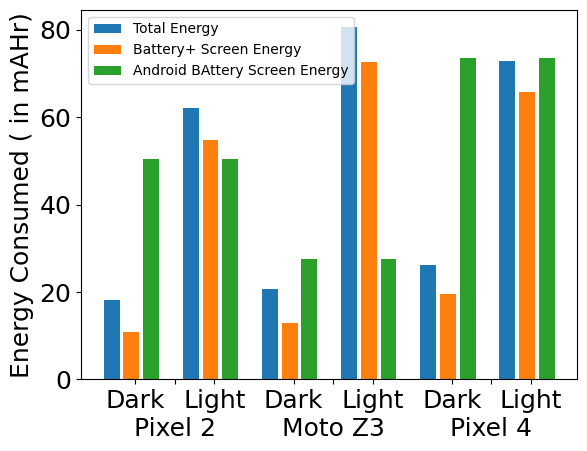 Total Energy
Battery+ Screen Energy
Android BAttery Screen Energy
Energy Consumed ( in mAHr)
80
60
40
20
0
Dark Light Dark Light Dark Light
Pixel 2 Moto Z3 Pixel 4